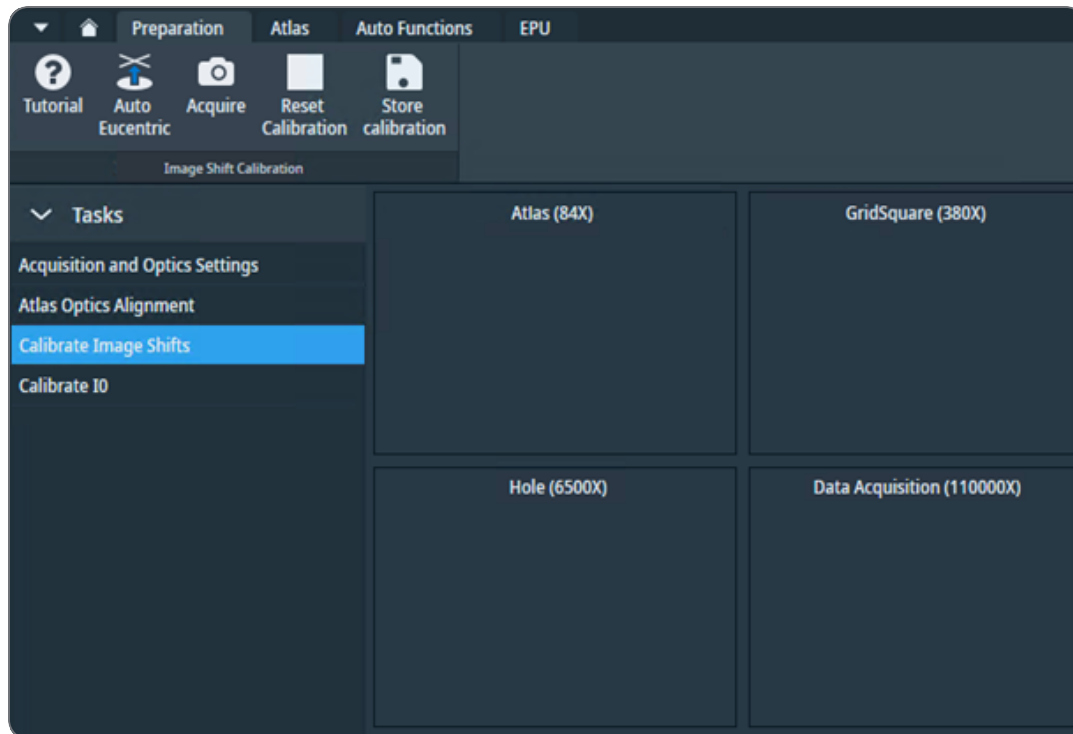 Preparation Atlas Auto Functions EPU
Tutorial
Auto
Eucentric
Acquire
Reset
Calibration
Store
calibration
Image Shift Calibration
Tasks
Acquisition and Optics Settings
Atlas Optics Alignment
Calibrate Image Shifts
Calibrate I0
Atlas (84X)
GridSquare (380X)
Hole (6500X)
Data Acquisition (110000X)